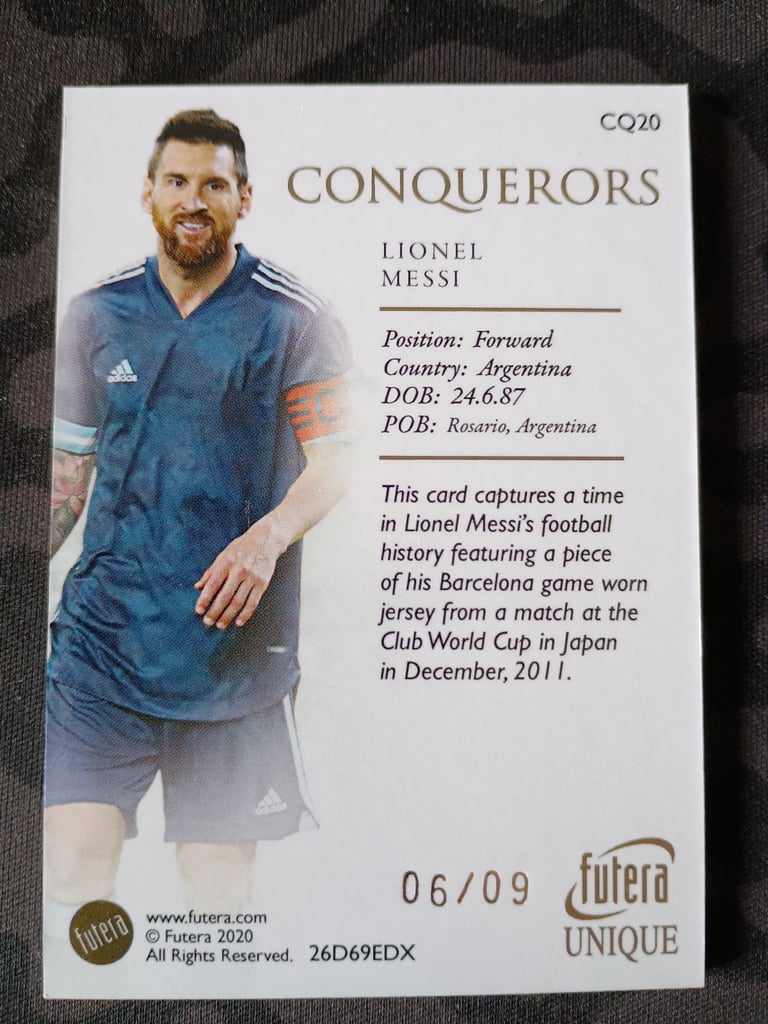 CQ20
CONQUERORS
LIONEL
MESSI
Position: Forward
Country: Argentina
DOB: 24.6.87
POB: Rosario, Argentina
adidas
This card captures a time
in Lionel Messi's football
history featuring a piece
of his Barcelona game worn
jersey from a match at the
Club World Cup in Japan
in December, 2011.
adidas
06/09
futera
UNIQUE
futera
www.futera.com
© Futera 2020
All Rights Reserved. 26D69EDX